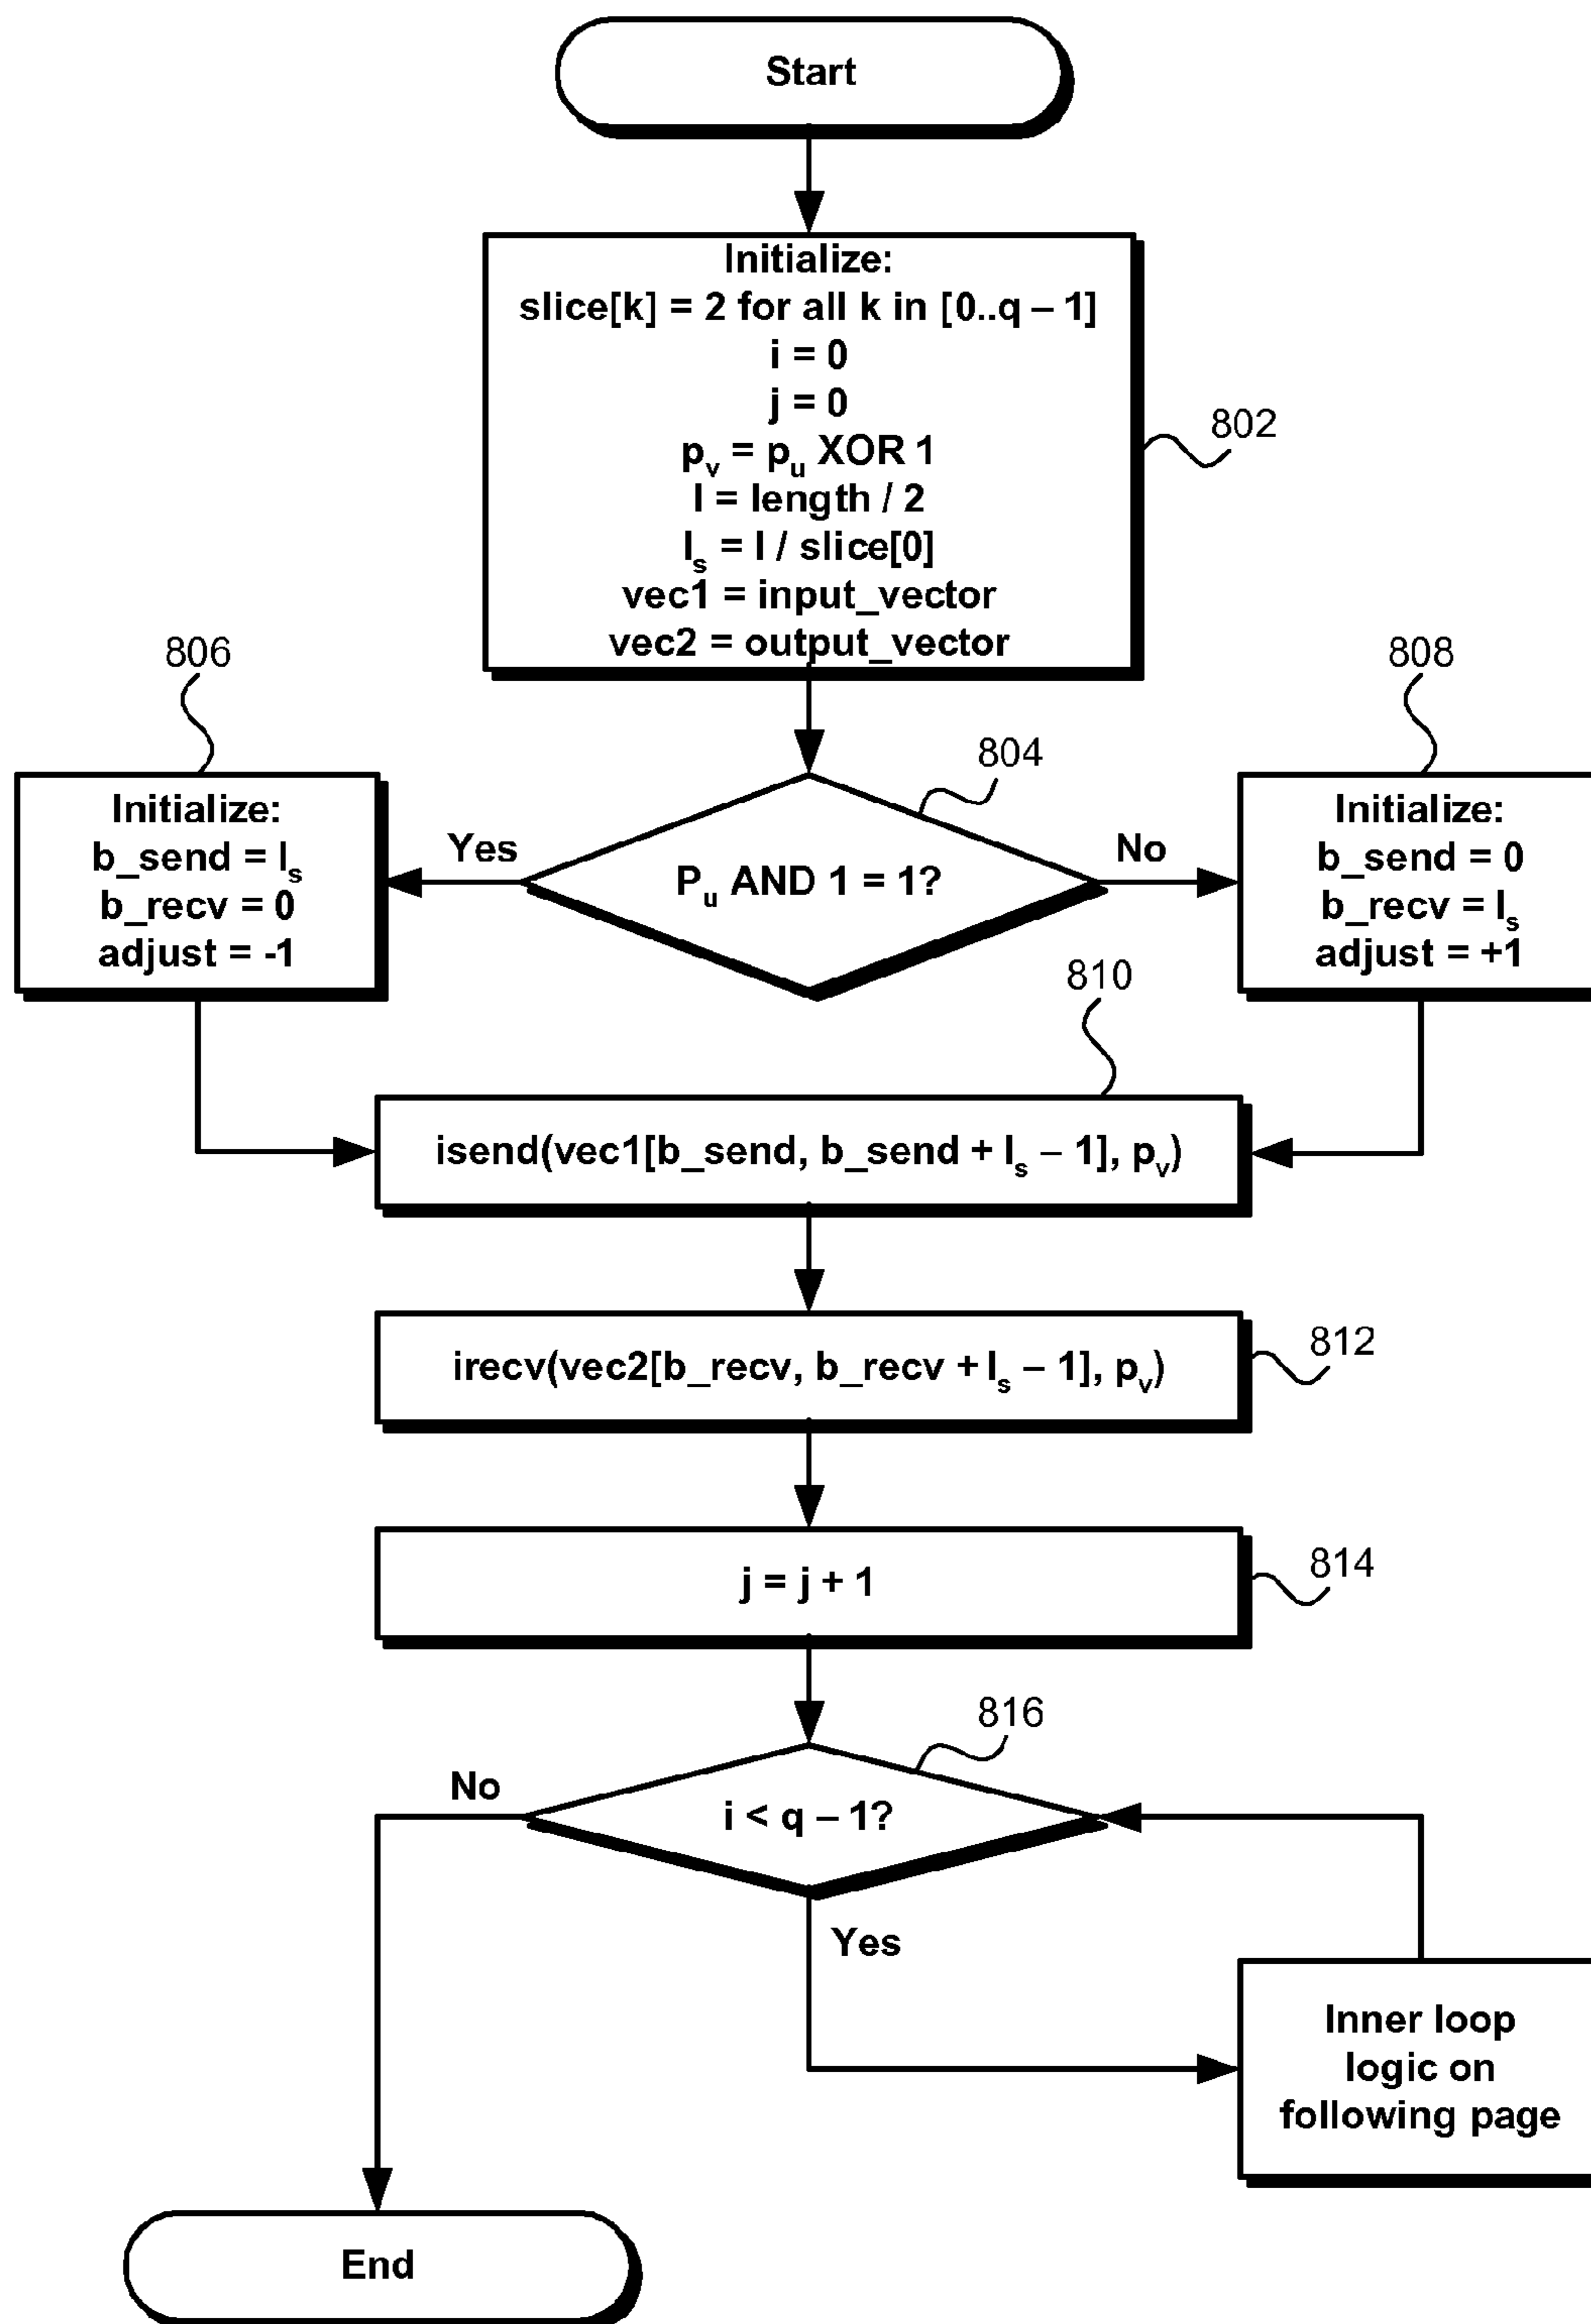 Start
Initialize:
slice[k] = 2 for all k in [0..q – 1]
i = 0
j = 0
pv = pu XOR 1
l = length / 2
ls = l / slice[0]
vec1 = input_vector
vec2 = output_vector
802
804
Pu AND 1 = 1?
Yes
No
806
Initialize:
b_send = ls
b_recv = 0
adjust = -1
808
Initialize:
b_send = 0
b_recv = ls
adjust = +1
810
isend(vec1[b_send, b_send + ls – 1], pv)
irecv(vec2[b_recv, b_recv + ls – 1], pv)
812
j = j + 1
814
816
i < q – 1?
No
Yes
Inner loop
logic on
following page
End